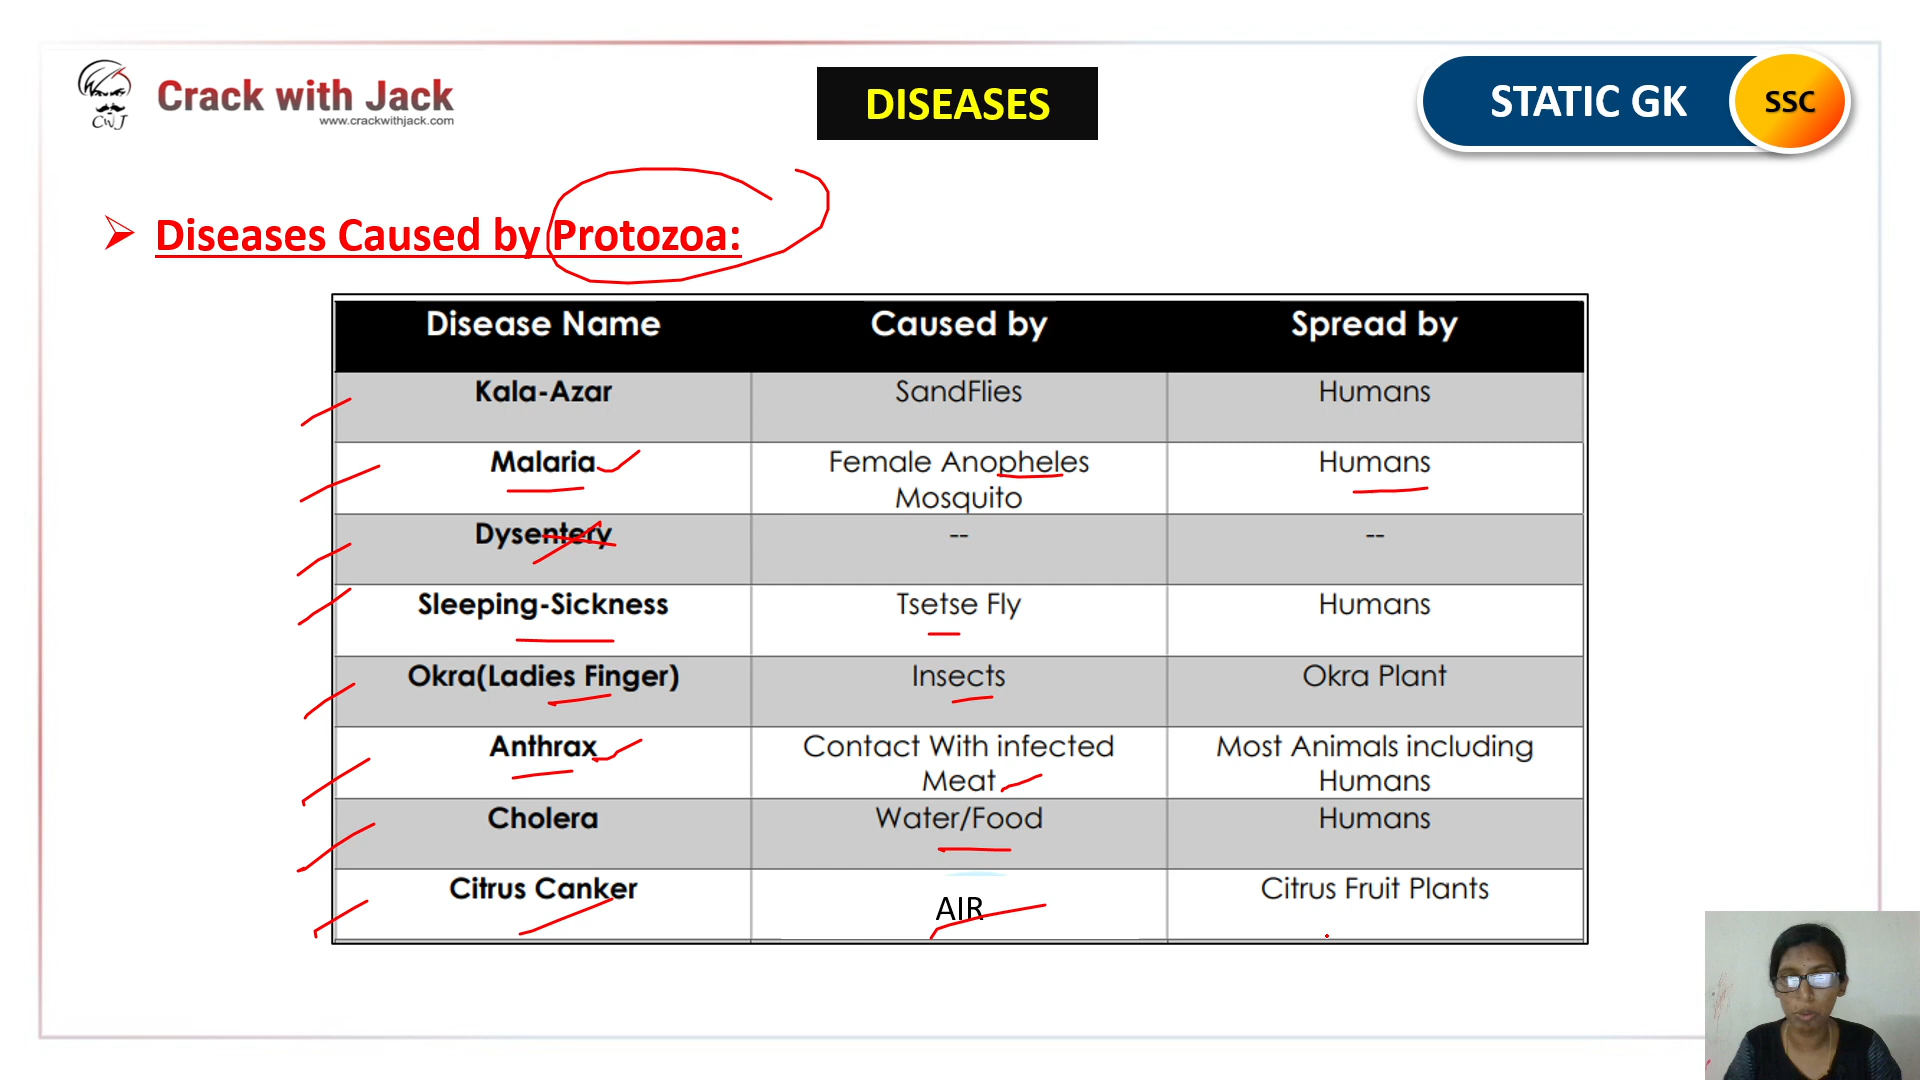 Crack with Jack
www.crackwithjack.com
CWJ
DISEASES
STATIC GK
SSC
Diseases Caused by Protozoa:
Disease Name Caused by Spread by
Kala-Azar SandFlies Humans
Malaria Female Anopheles Mosquito Humans
Dysentery -- --
Sleeping-Sickness Tsetse Fly Humans
Okra(Ladies Finger) Insects Okra Plant
Anthrax Contact With infected Meat Most Animals including Humans
Cholera Water/Food Humans
Citrus Canker AIR Citrus Fruit Plants